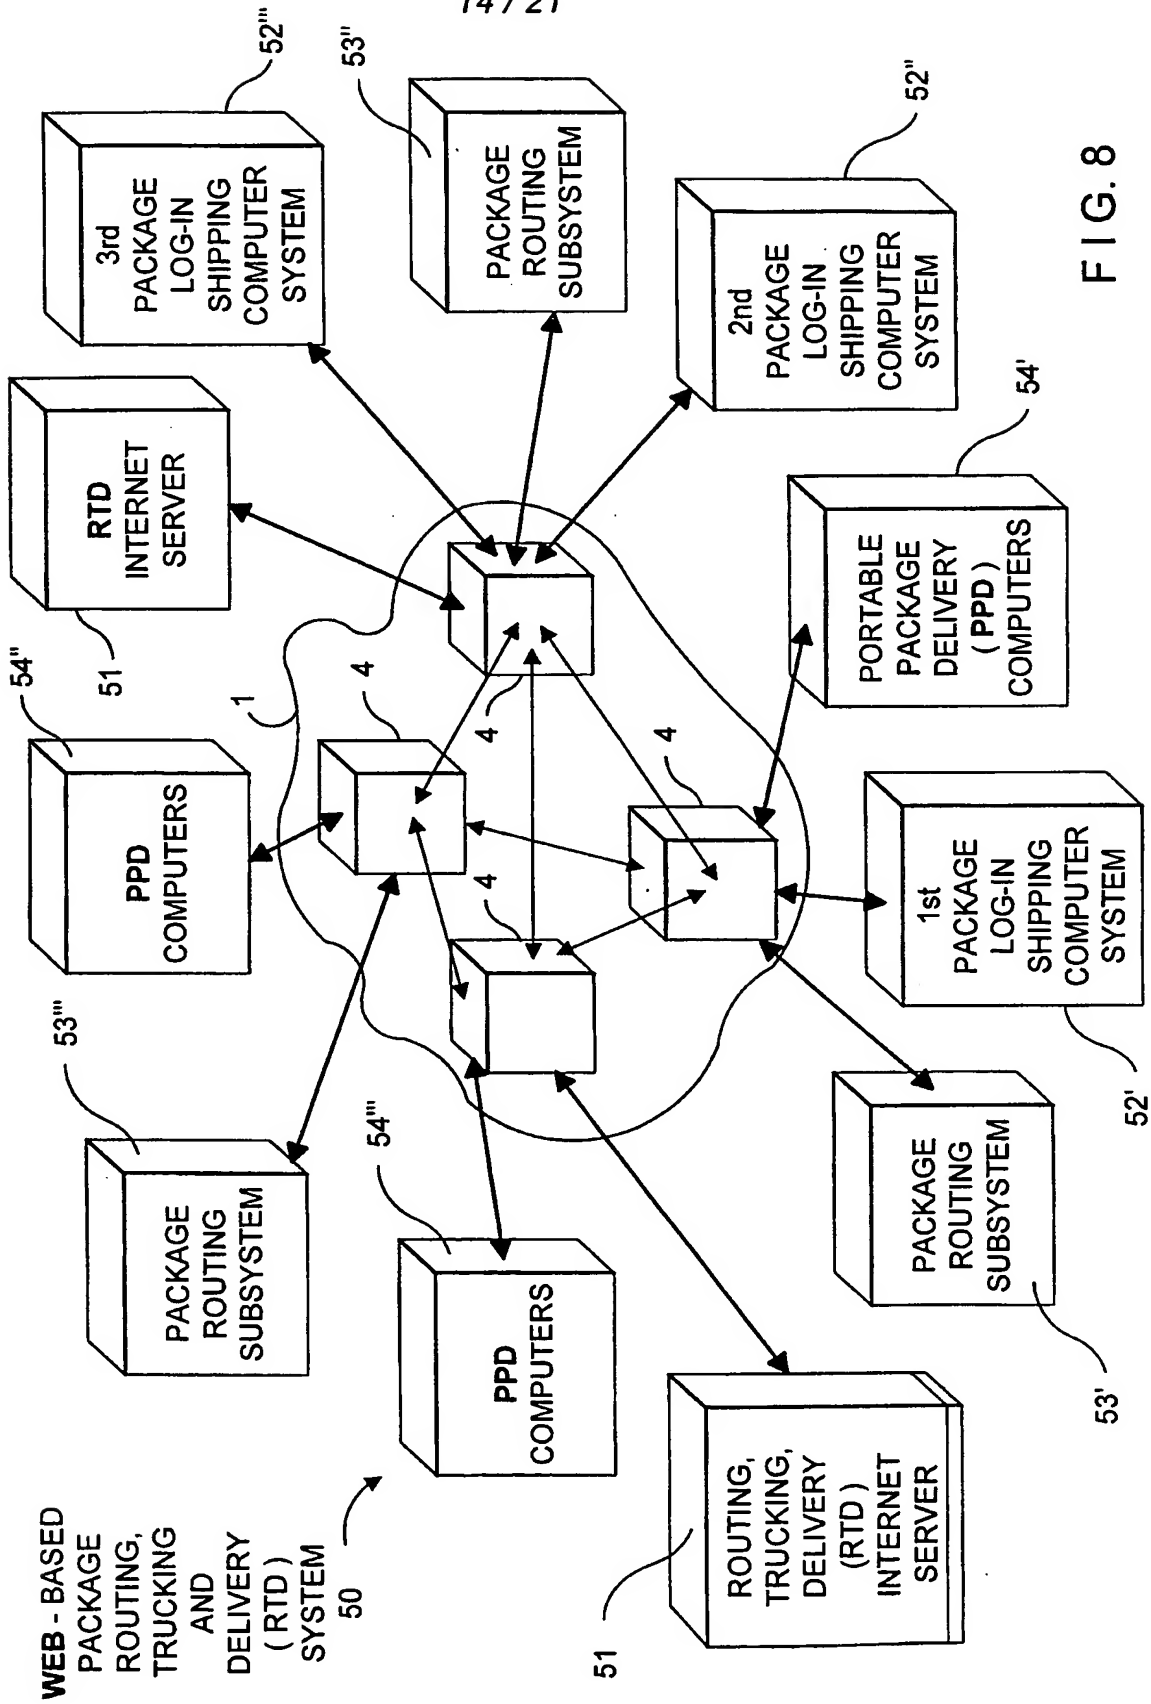 14 / 21
WEB - BASED
PACKAGE
ROUTING,
TRUCKING
AND
DELIVERY
( RTD )
SYSTEM
50
53'''
PACKAGE
ROUTING
SUBSYSTEM
54''
PPD
COMPUTERS
51
RTD
INTERNET
SERVER
52'''
3rd
PACKAGE
LOG-IN
SHIPPING
COMPUTER
SYSTEM
53''
PACKAGE
ROUTING
SUBSYSTEM
1
4
4
4
4
54'''
PPD
COMPUTERS
52''
2nd
PACKAGE
LOG-IN
SHIPPING
COMPUTER
SYSTEM
51
ROUTING,
TRUCKING,
DELIVERY
(RTD )
INTERNET
SERVER
53'
PACKAGE
ROUTING
SUBSYSTEM
52'
1st
PACKAGE
LOG-IN
SHIPPING
COMPUTER
SYSTEM
54'
PORTABLE
PACKAGE
DELIVERY
( PPD )
COMPUTERS
F I G. 8